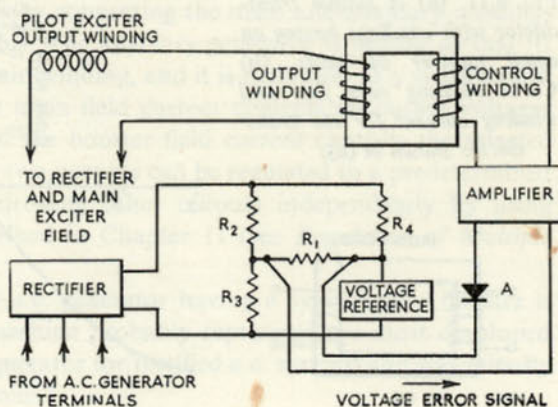 PILOT EXCITER
OUTPUT WINDING
OUTPUT
WINDING
CONTROL
WINDING
TO RECTIFIER
AND MAIN
EXCITER
FIELD
AMPLIFIER
R2
R4
R1
R3
RECTIFIER
VOLTAGE
REFERENCE
A
FROM A.C. GENERATOR
TERMINALS
VOLTAGE ERROR SIGNAL